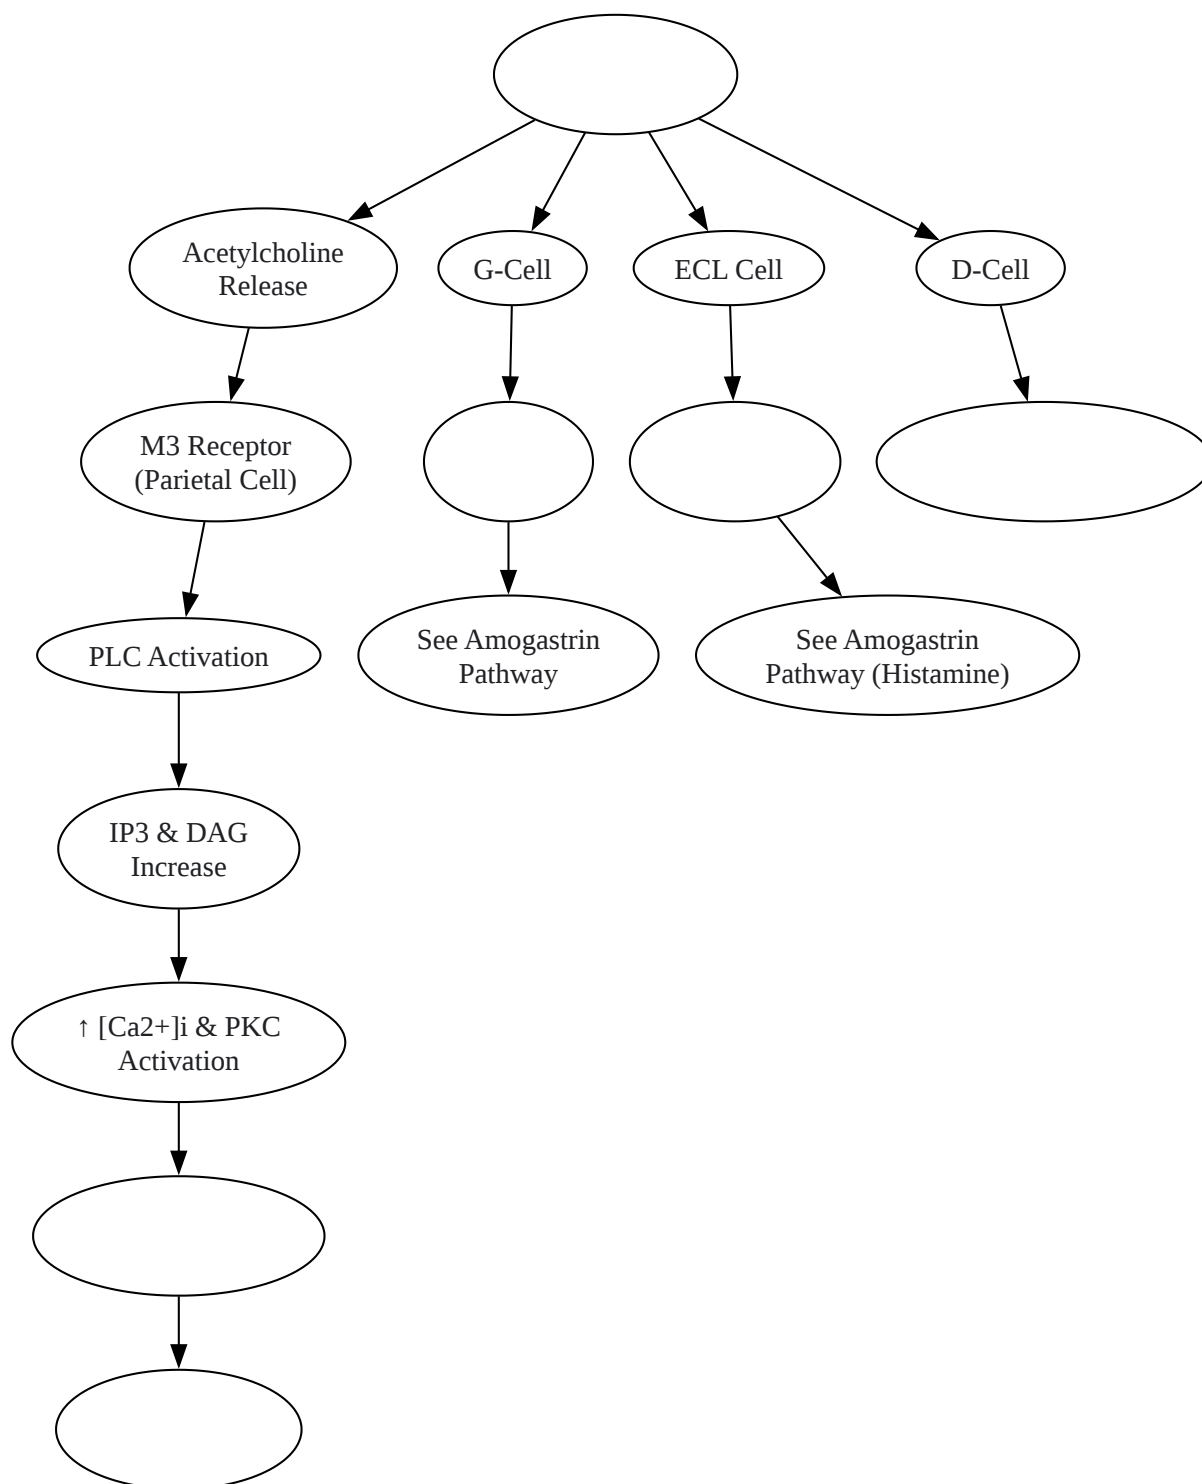 Acetylcholine
Release
G-Cell
ECL Cell
D-Cell
M3 Receptor
(Parietal Cell)
PLC Activation
See Amogastrin
Pathway
See Amogastrin
Pathway (Histamine)
IP3 & DAG
Increase
↑ [Ca2+]i & PKC
Activation